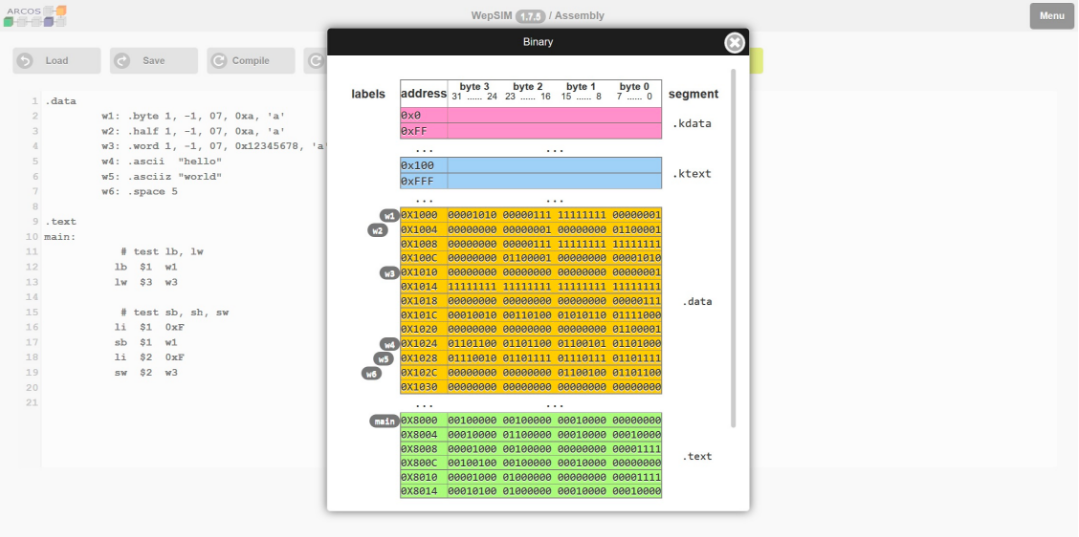 ARCOS
WepSIM 1.7.5 / Assembly
Menu
Load
Save
Compile
1 .data
2 w1: .byte 1, -1, 07, 0xa, 'a'
3 w2: .half 1, -1, 07, 0xa, 'a'
4 w3: .word 1, -1, 07, 0x12345678, 'a'
5 w4: .ascii "hello"
6 w5: .asciiz "world"
7 w6: .space 5
8
9 .text
10 main:
11 # test lb, lw
12 lb $1 w1
13 lw $3 w3
14
15 # test sb, sh, sw
16 li $1 0xF
17 sb $1 w1
18 li $2 0xF
19 sw $2 w3
20
21
Binary
labels address byte 3 byte 2 byte 1 byte 0 segment
31 ...... 24 23 ...... 16 15 ...... 8 7 ...... 0
0x0
0xFF
.kdata
... ...
0x100
0xFFF
.ktext
... ...
w1 0X1000 00001010 00000111 11111111 00000001
w2 0X1004 00000000 00000001 00000000 01100001
0X1008 00000000 00000111 11111111 11111111
0X100C 00000000 01100001 00000000 00001010
w3 0X1010 00000000 00000000 00000000 00000001
0X1014 11111111 11111111 11111111 11111111
0X1018 00000000 00000000 00000000 00000111
.data
0X101C 00010010 00110100 01010110 01111000
0X1020 00000000 00000000 00000000 01100001
w4 0X1024 01101100 01101100 01100101 01101000
w5 0X1028 01110010 01101111 01110111 01101111
w6 0X102C 00000000 00000000 01100100 01101100
0X1030 00000000 00000000 00000000 00000000
... ...
main 0X8000 00100000 00100000 00010000 00000000
0X8004 00010000 01100000 00010000 00010000
0X8008 00001000 00100000 00000000 00001111
.text
0X800C 00100100 00100000 00010000 00000000
0X8010 00001000 01000000 00000000 00001111
0X8014 00010100 01000000 00010000 00010000